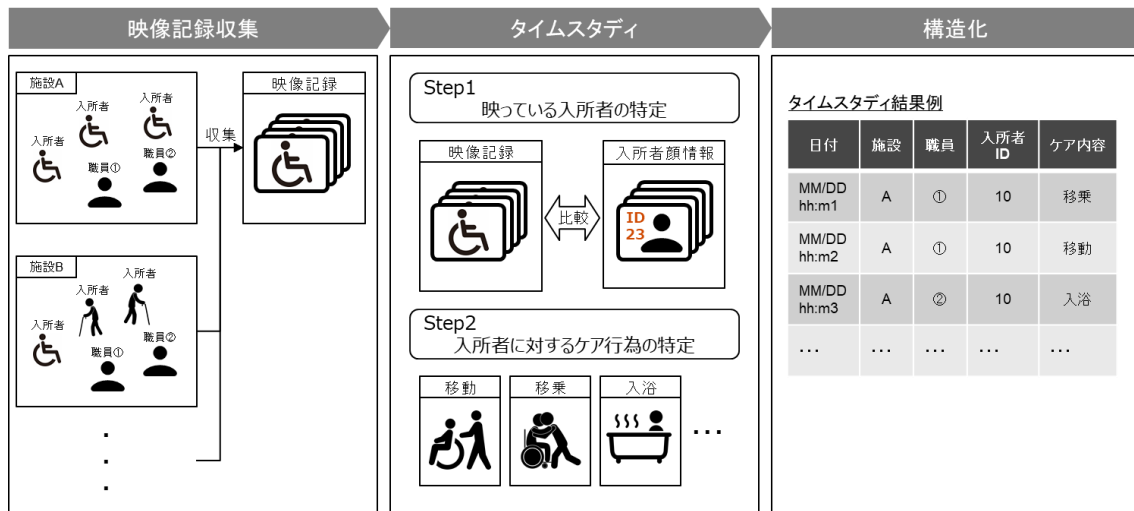 映像記録収集
タイムスタディ
構造化
施設A
入所者
入所者
入所者
職員①
職員②
収集
映像記録
施設B
入所者
入所者
入所者
職員①
職員②
・
・
・
Step1
映っている入所者の特定
映像記録
比較
入所者顔情報
ID
23
Step2
入所者に対するケア行為の特定
移動
移乗
入浴
...
タイムスタディ結果例
日付 施設 職員 入所者ID ケア内容
MM/DD hh:m1 A ① 10 移乗
MM/DD hh:m2 A ① 10 移動
MM/DD hh:m3 A ② 10 入浴
... ... ... ... ...